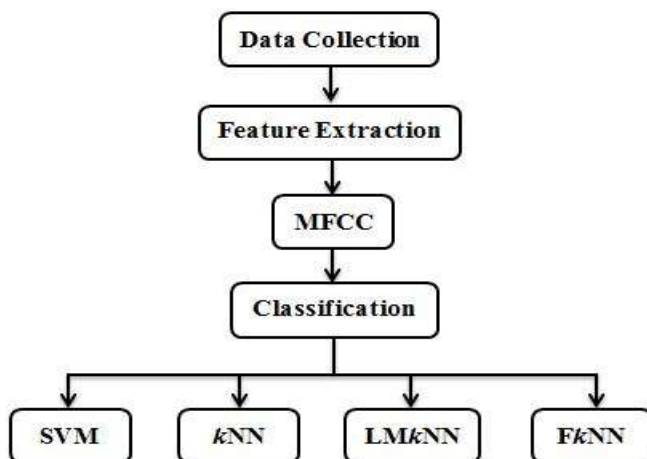 Data Collection
Feature Extraction
MFCC
Classification
SVM
kNN
LMkNN
FkNN